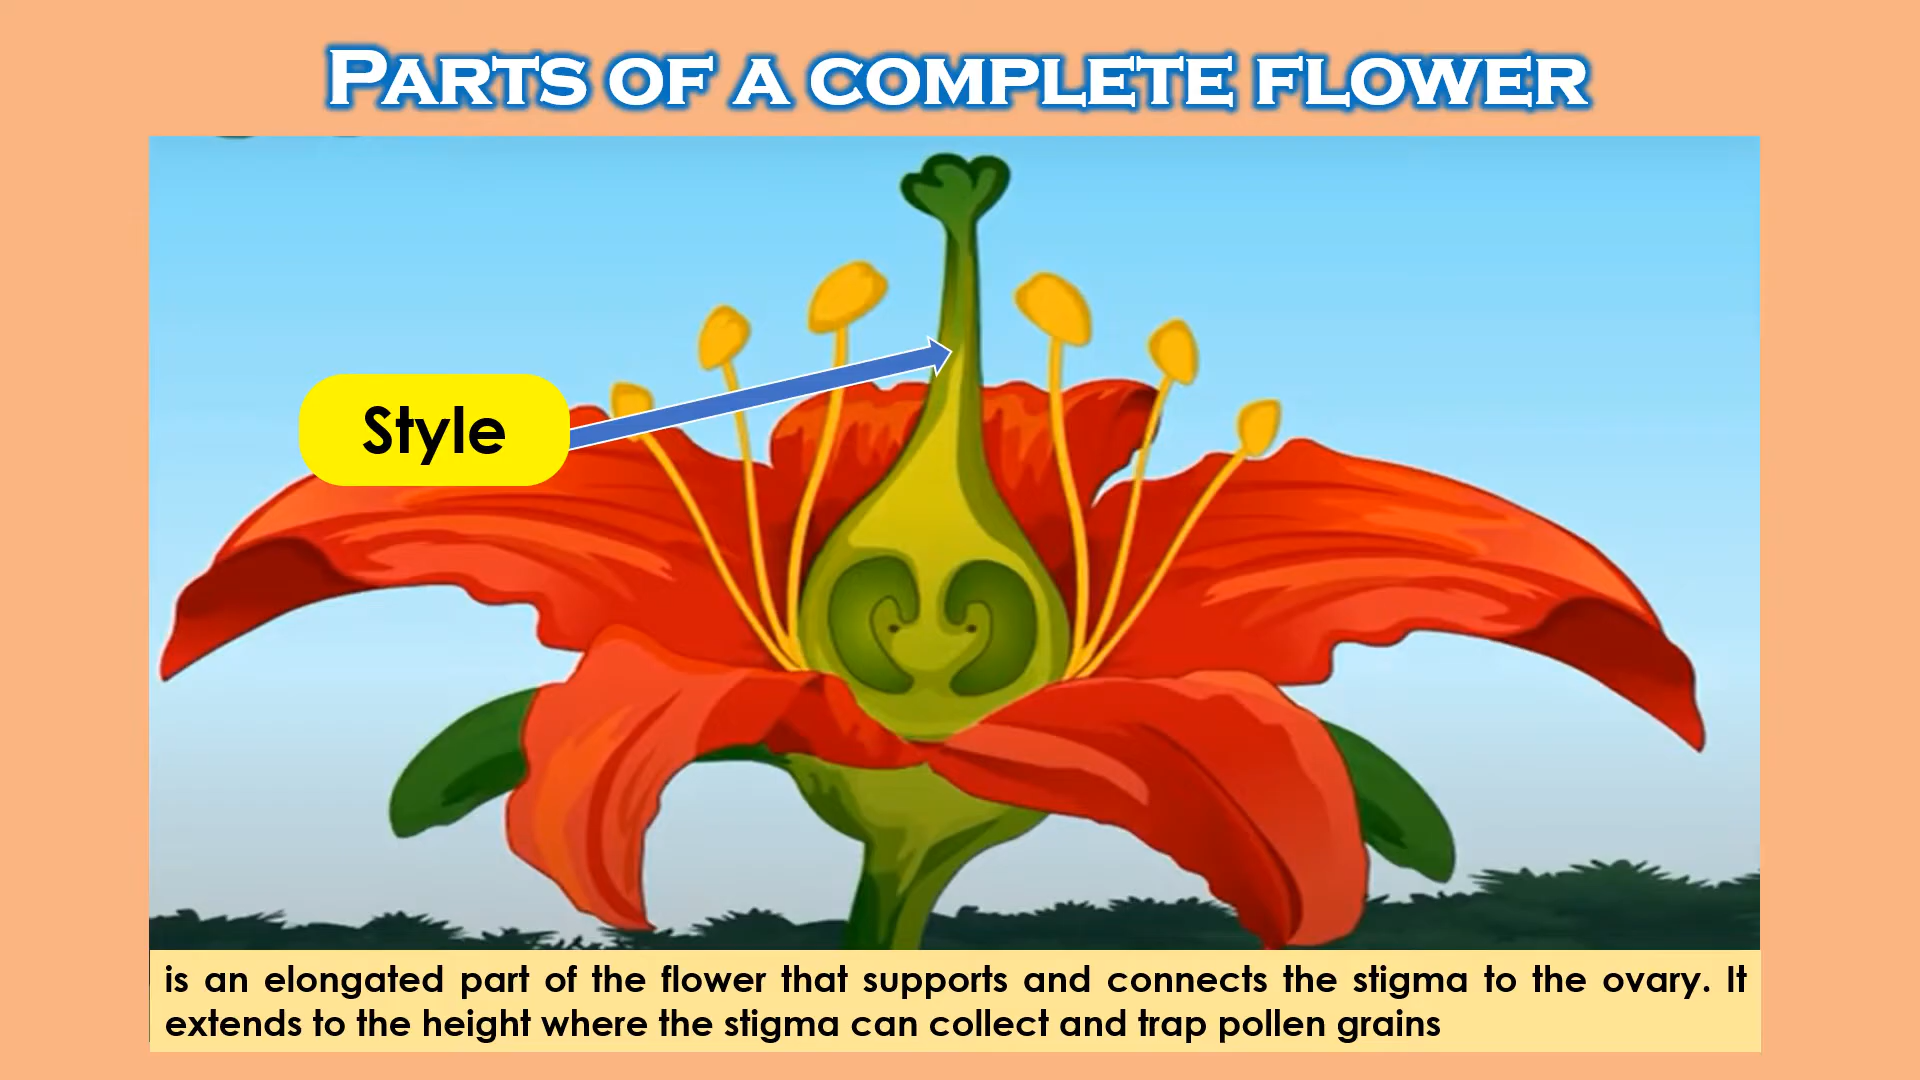 PARTS OF A COMPLETE FLOWER
Style
is an elongated part of the flower that supports and connects the stigma to the ovary. It
extends to the height where the stigma can collect and trap pollen grains